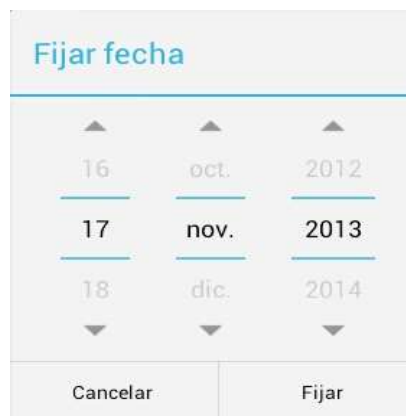 Fijar fecha
16 oct. 2012
17 nov. 2013
18 dic. 2014
Cancelar Fijar